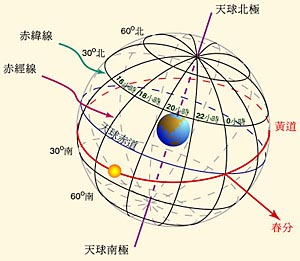 天球北極
60°北
赤緯線
30°北
赤經線
16小時
18小時
20小時
22小時
0小時
黃道
天球赤道
30°南
60°南
春分
天球南極